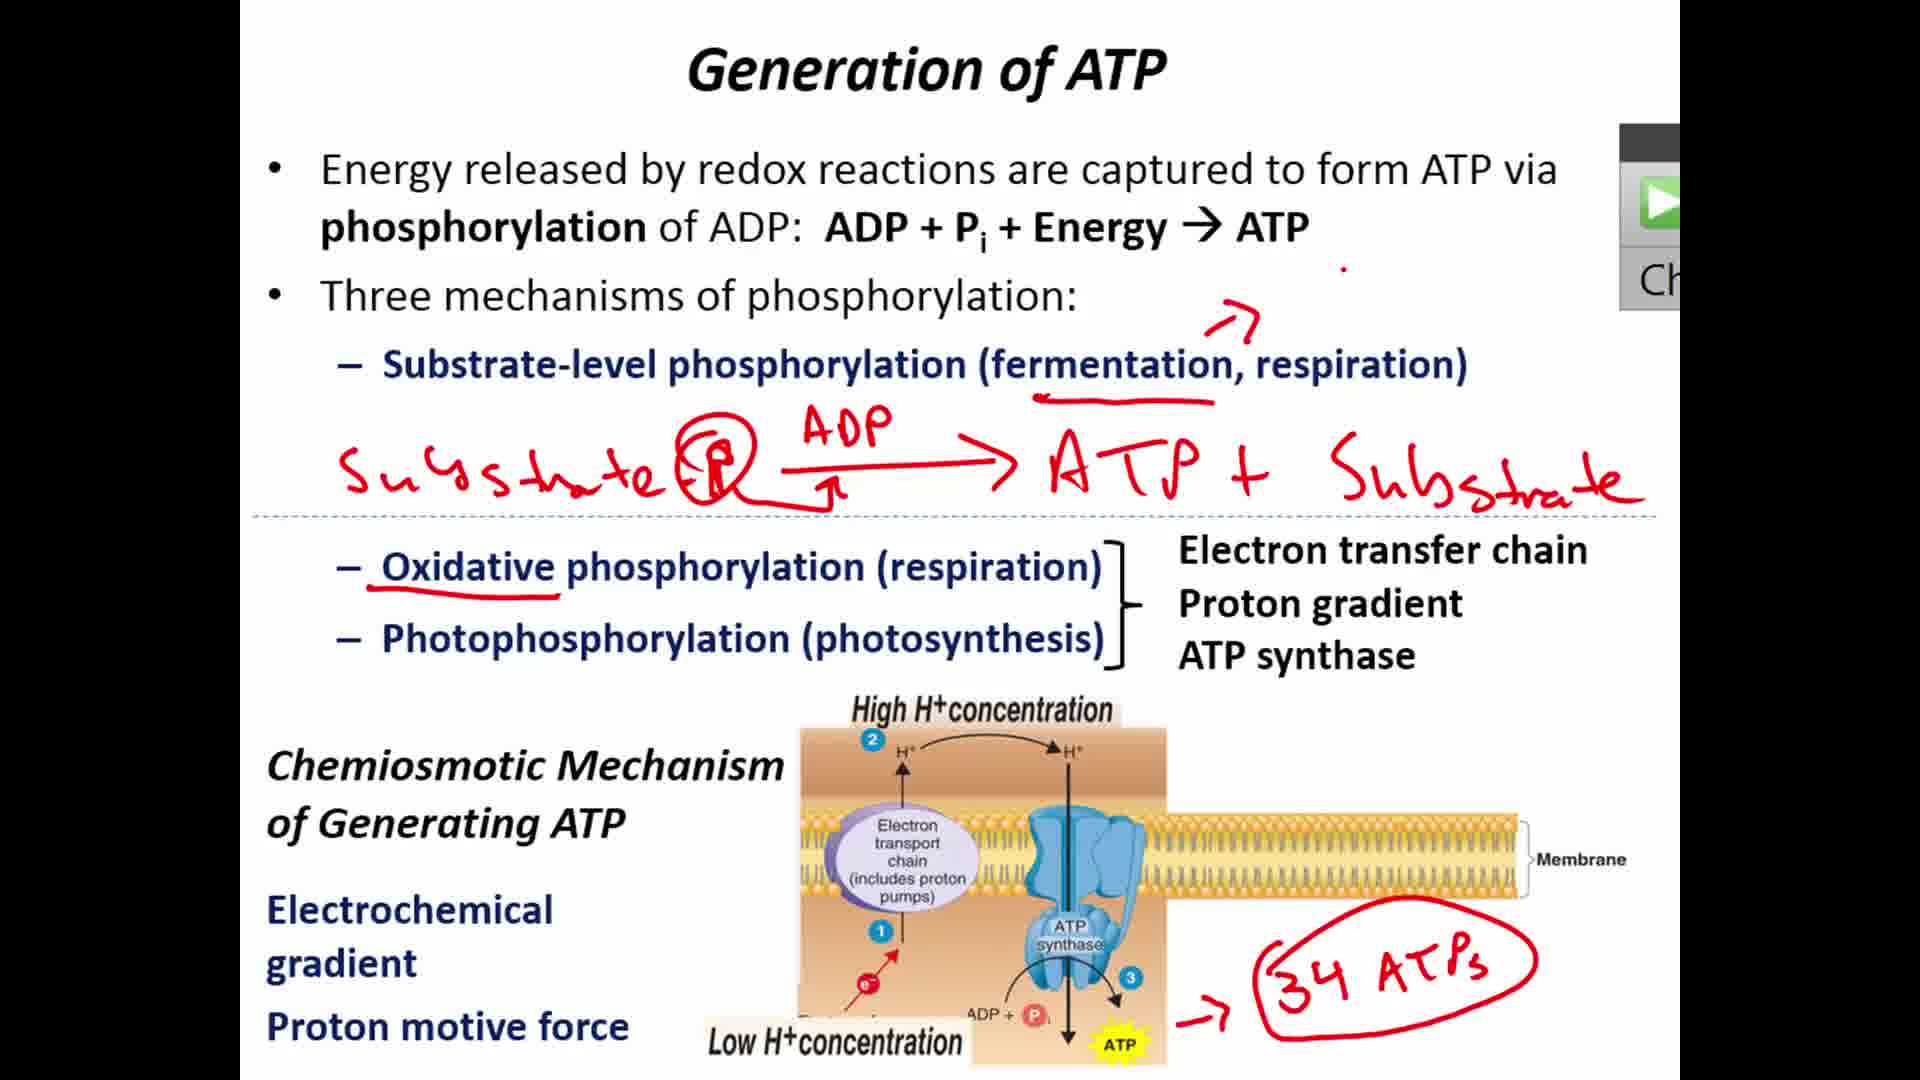 Generation of ATP
• Energy released by redox reactions are captured to form ATP via
phosphorylation of ADP: ADP + Pi + Energy → ATP
• Three mechanisms of phosphorylation:
– Substrate-level phosphorylation (fermentation, respiration)
Substrate-P ADP → ATP + Substrate
– Oxidative phosphorylation (respiration)
– Photophosphorylation (photosynthesis)
Electron transfer chain
Proton gradient
ATP synthase
Chemiosmotic Mechanism
of Generating ATP
Electrochemical
gradient
Proton motive force
High H+ concentration
2
H+ H+
Electron
transport
chain
(includes proton
pumps)
1
e-
ATP
synthase
3
ADP + P i
ATP
Low H+ concentration
Membrane
→ 34 ATPs
Ch